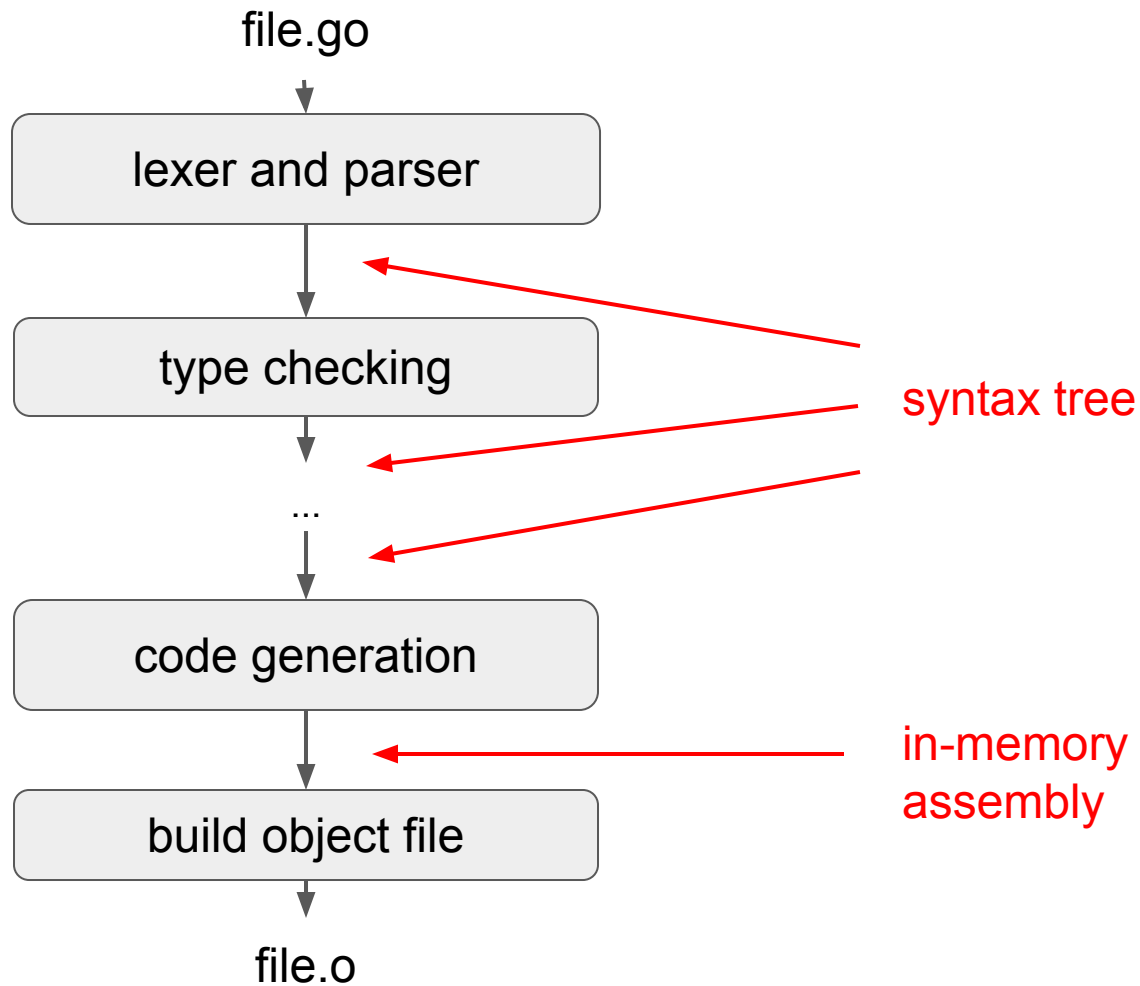 file.go
lexer and parser
type checking
syntax tree
...
code generation
in-memory
assembly
build object file
file.o